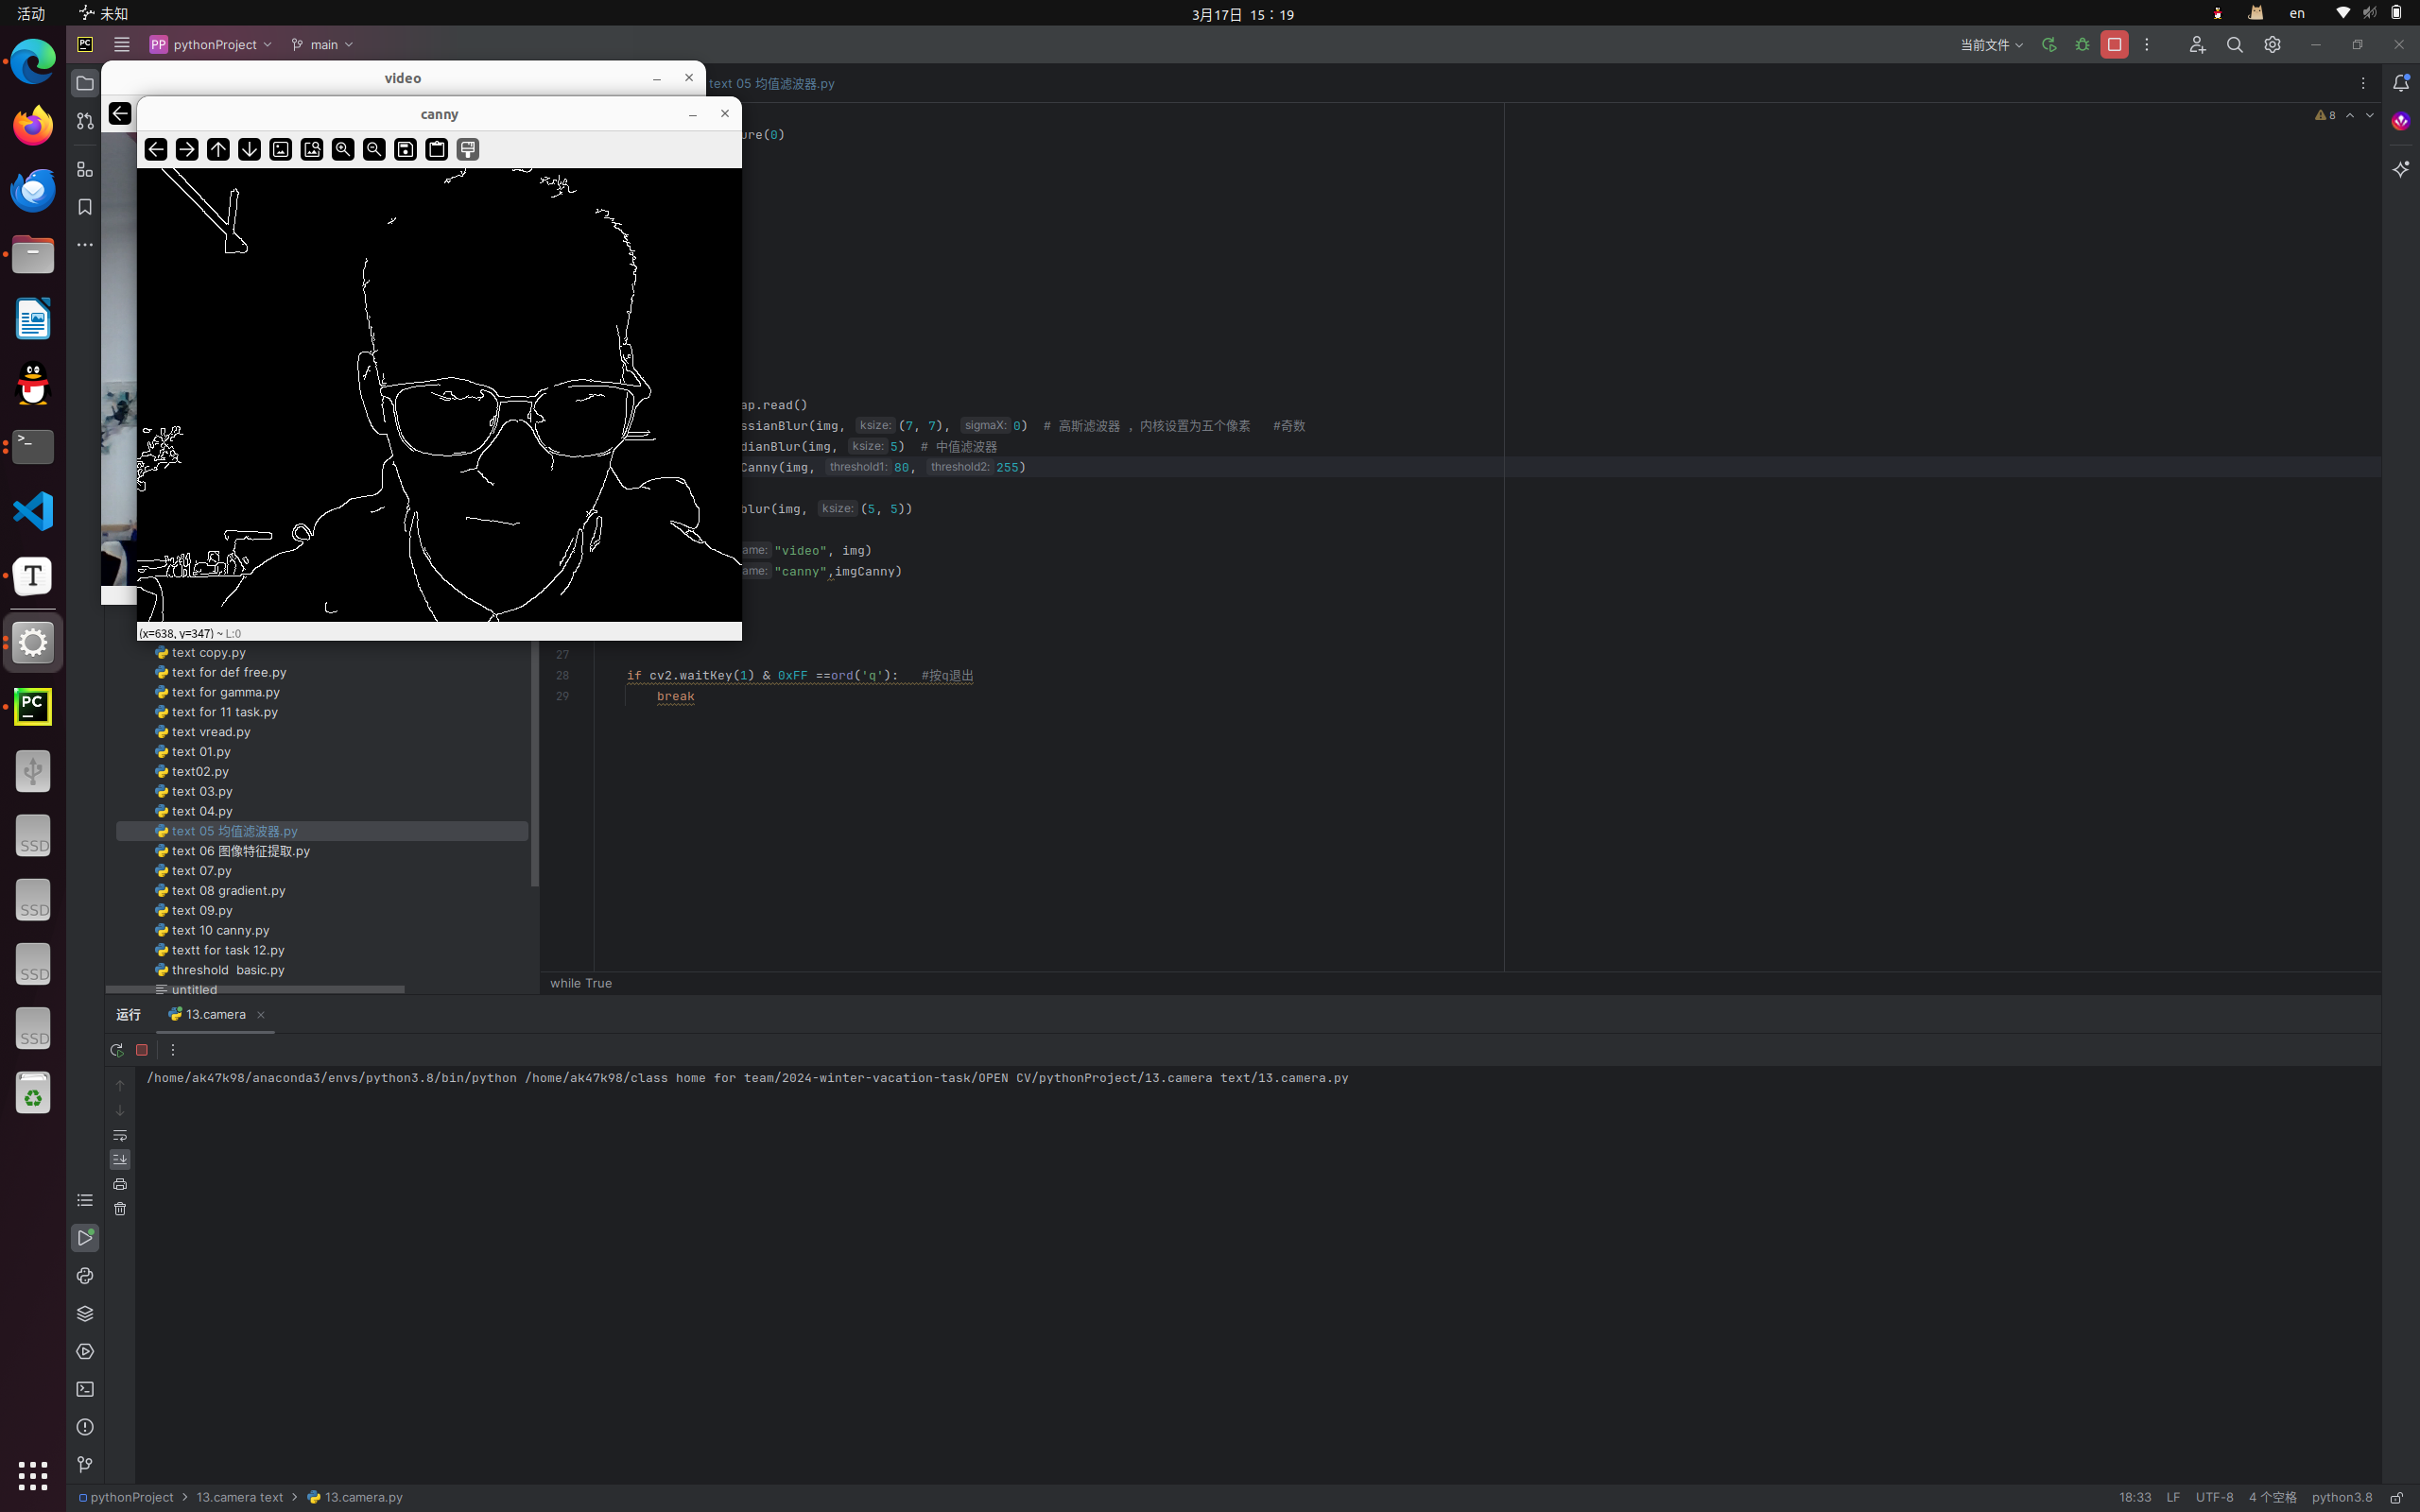 活动
未知
3月17日 15：19
en
PC
PP pythonProject
main
当前文件
video
text 05 均值滤波器.py
canny
8
ure(0)
ap.read()
ssianBlur(img, ksize: (7, 7), sigmaX: 0) # 高斯滤波器 ，内核设置为五个像素 #奇数
dianBlur(img, ksize: 5) # 中值滤波器
Canny(img, threshold1: 80, threshold2: 255)
blur(img, ksize: (5, 5))
ame: "video", img)
ame: "canny",imgCanny)
(x=638, y=347) ~ L:0
27
28 if cv2.waitKey(1) & 0xFF ==ord('q'): #按q退出
29 break
text copy.py
text for def free.py
text for gamma.py
text for 11 task.py
text vread.py
text 01.py
text02.py
text 03.py
text 04.py
text 05 均值滤波器.py
text 06 图像特征提取.py
text 07.py
text 08 gradient.py
text 09.py
text 10 canny.py
textt for task 12.py
threshold basic.py
untitled
while True
T
PC
SSD
SSD
SSD
SSD
运行
13.camera
/home/ak47k98/anaconda3/envs/python3.8/bin/python /home/ak47k98/class home for team/2024-winter-vacation-task/OPEN CV/pythonProject/13.camera text/13.camera.py
pythonProject > 13.camera text > 13.camera.py
18:33 LF UTF-8 4 个空格 python3.8